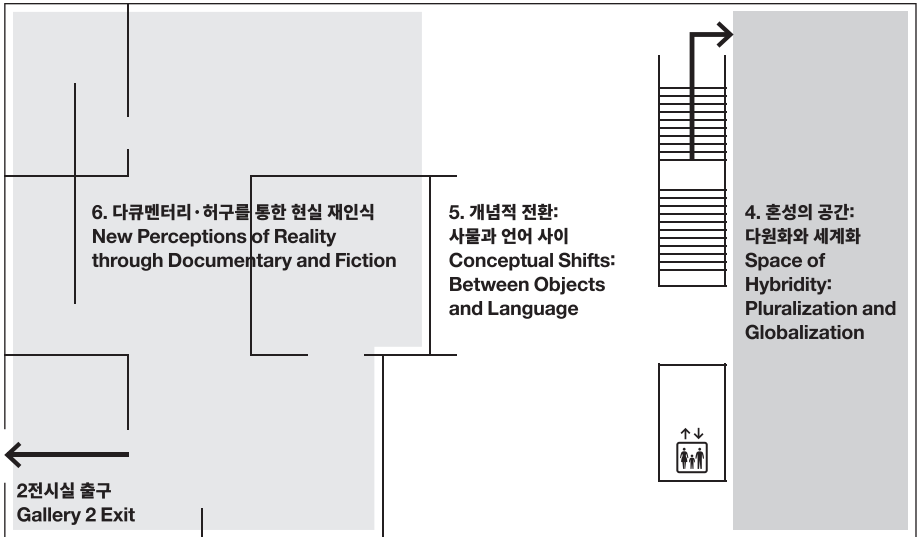 6. 다큐멘터리·허구를 통한 현실 재인식
New Perceptions of Reality
through Documentary and Fiction
5. 개념적 전환:
사물과 언어 사이
Conceptual Shifts:
Between Objects
and Language
4. 혼성의 공간:
다원화와 세계화
Space of
Hybridity:
Pluralization and
Globalization
2전시실 출구
Gallery 2 Exit